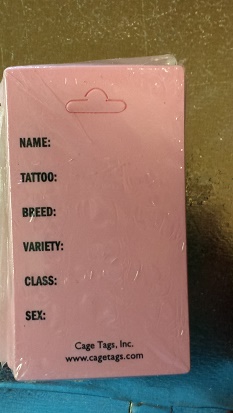 NAME:
TATTOO:
BREED:
VARIETY:
CLASS:
SEX:
Cage Tags, Inc.
www.cagetags.com